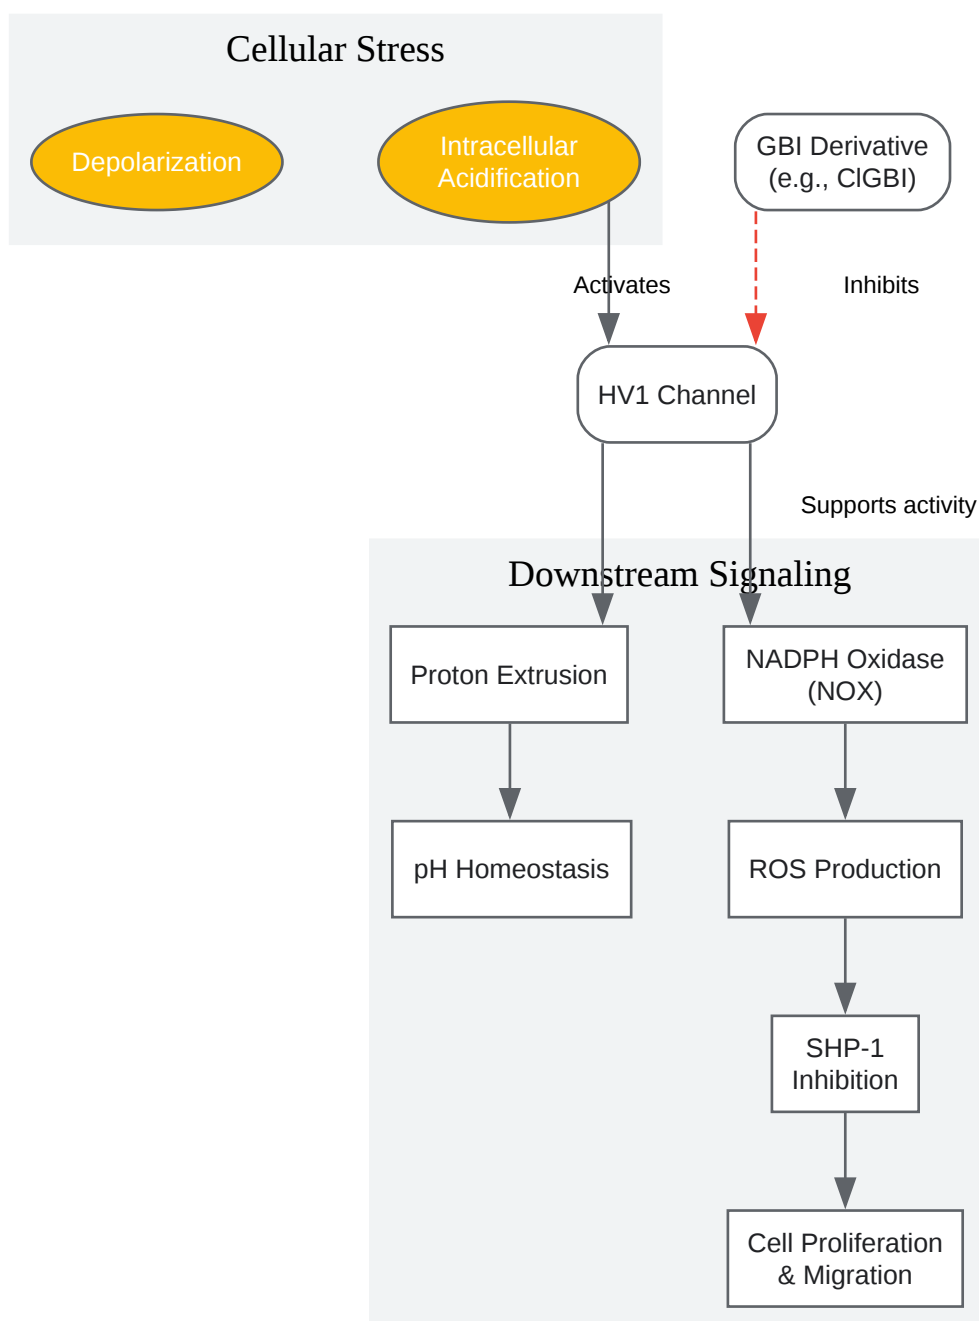 Cellular Stress
Depolarization
Intracellular
Acidification
GBI Derivative
(e.g., ClGBI)
Activates
Inhibits
HV1 Channel
Supports activity
Downstream Signaling
Proton Extrusion
NADPH Oxidase
(NOX)
pH Homeostasis
ROS Production
SHP-1
Inhibition
Cell Proliferation
& Migration